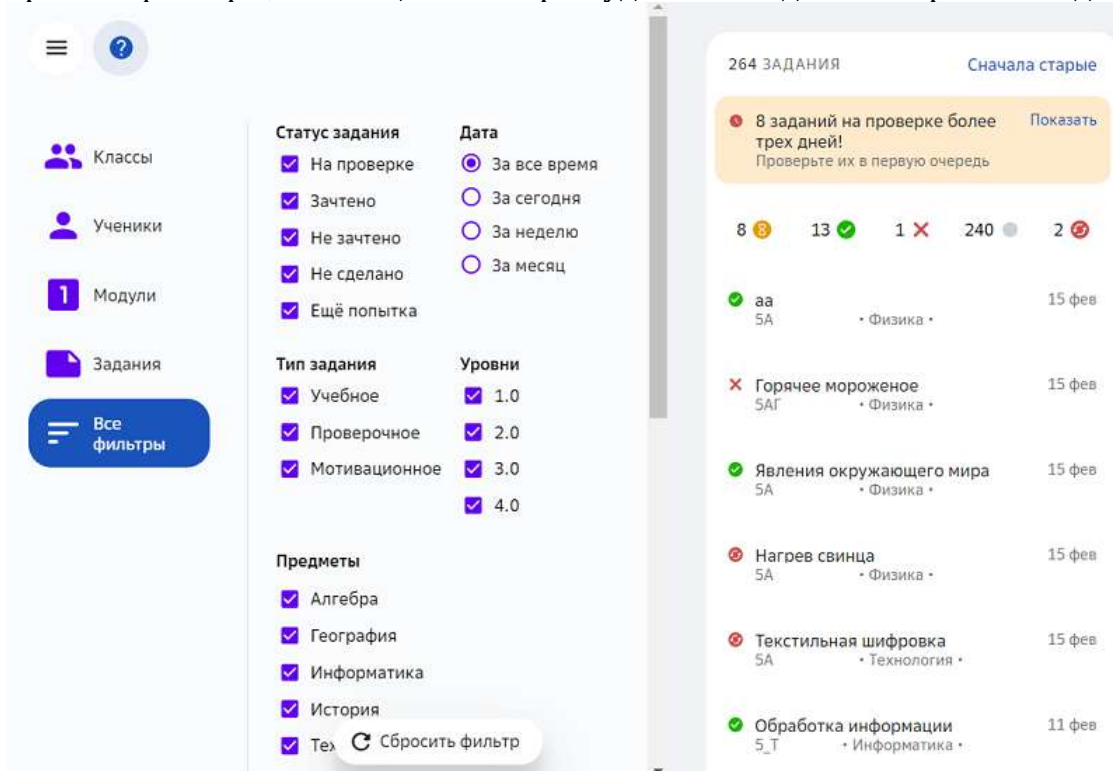 Классы
Ученики
1
Модули
Задания
Все
фильтры
Статус задания
На проверке
Зачтено
Не зачтено
Не сделано
Ещё попытка
Дата
За все время
За сегодня
За неделю
За месяц
Тип задания
Учебное
Проверочное
Мотивационное
Уровни
1.0
2.0
3.0
4.0
Предметы
Алгебра
География
Информатика
История
Сбросить фильтр
264 ЗАДАНИЯ
Сначала старые
8 заданий на проверке более
трех дней!
Показать
Проверьте их в первую очередь
8 13 1 240 2
аа
15 фев
5А • Физика •
Горячее мороженое
15 фев
5АГ • Физика •
Явления окружающего мира
15 фев
5А • Физика •
Нагрев свинца
15 фев
5А • Физика •
Текстильная шифровка
15 фев
5А • Технология •
Обработка информации
11 фев
5_Т • Информатика •